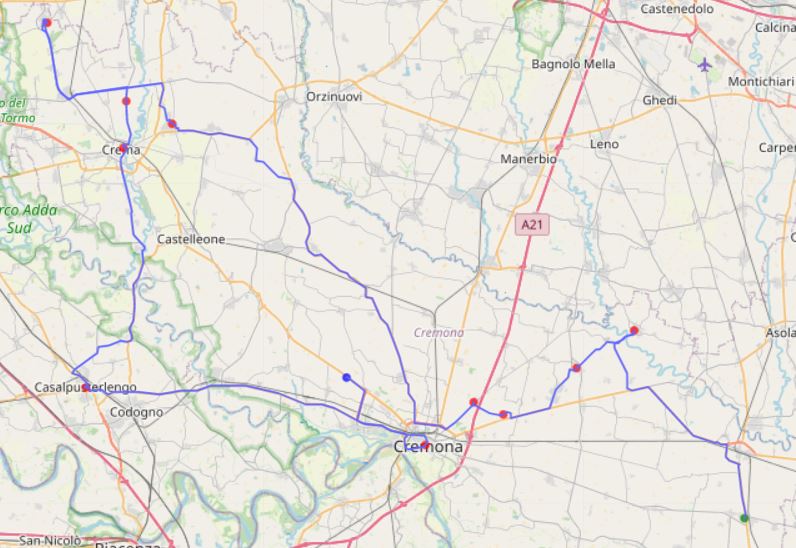 Castenedolo
Calcina
Bagnolo Mella
Montichiari
Orzinuovi
Ghedi
o del
Tormo
Leno
Crema
Carpen
Manerbio
rco Adda
Sud
A21
Castelleone
Cremona
Asola
Casalpusterlengo
Codogno
Cremona
San Nicolò
Piacenza